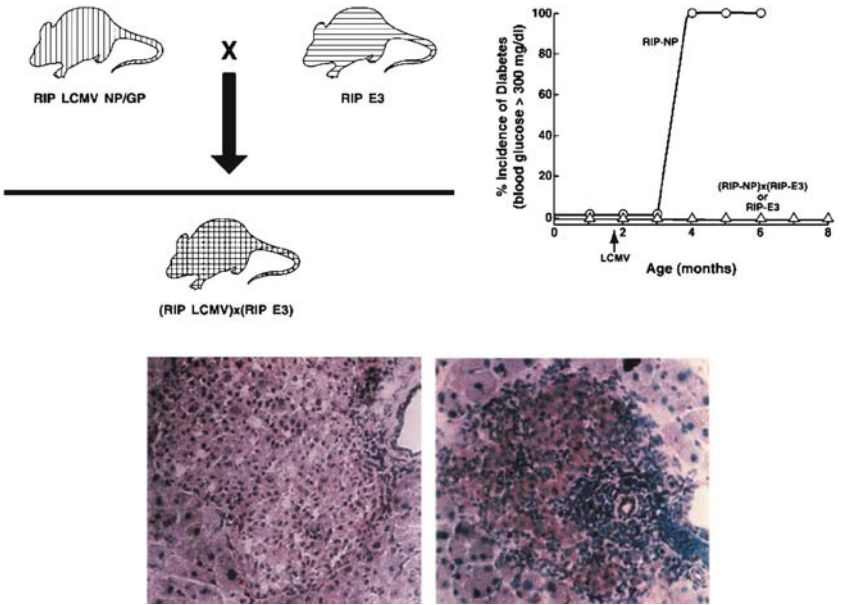 X
RIP LCMV NP/GP
RIP E3
(RIP LCMV)x(RIP E3)
% Incidence of Diabetes
(blood glucose > 300 mg/dl)
100
80
60
40
20
0
RIP-NP
(RIP-NP)x(RIP-E3)
or
RIP-E3
0 2 4 6 8
LCMV
Age (months)